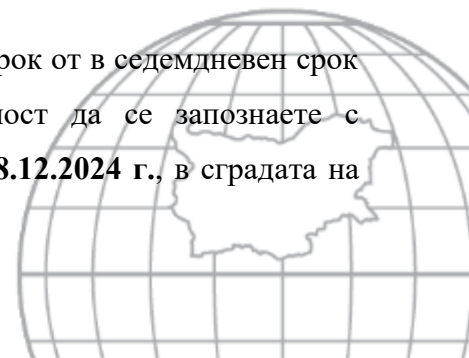 рок от в седемдневен срок
ност да се запознаете с
8.12.2024 г., в сградата на